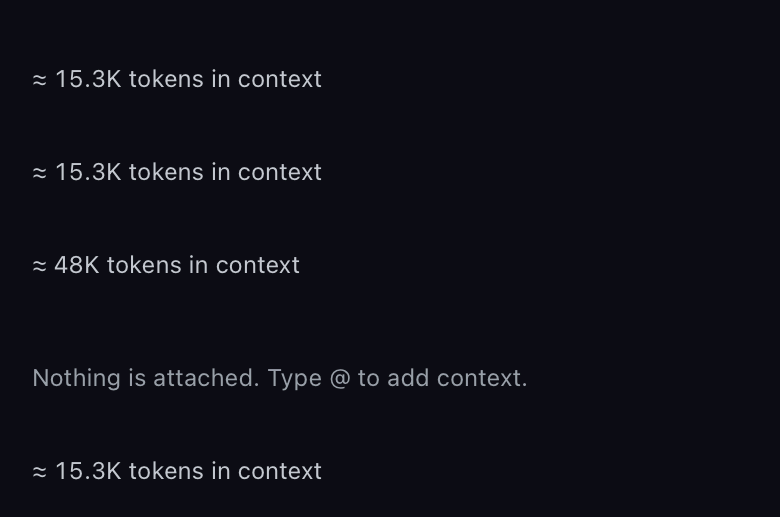 ≈ 15.3K tokens in context
≈ 15.3K tokens in context
≈ 48K tokens in context
Nothing is attached. Type @ to add context.
≈ 15.3K tokens in context